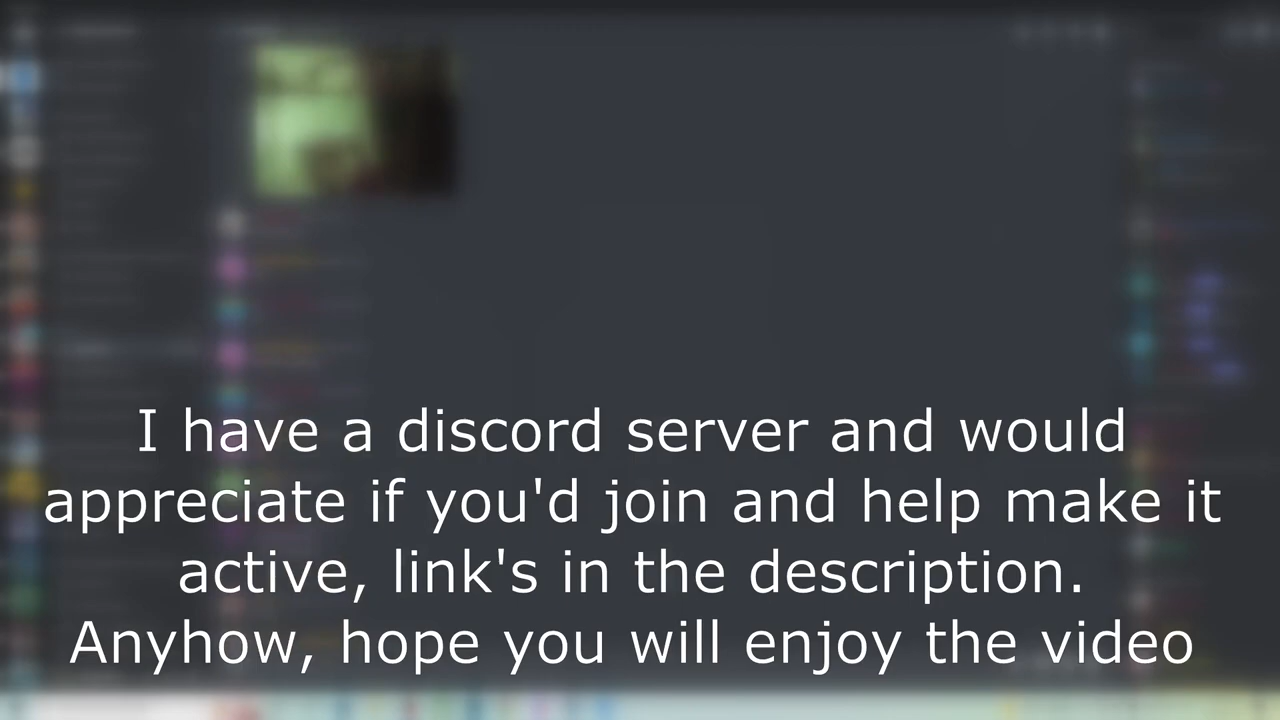 I have a discord server and would
appreciate if you'd join and help make it
active, link's in the description.
Anyhow, hope you will enjoy the video